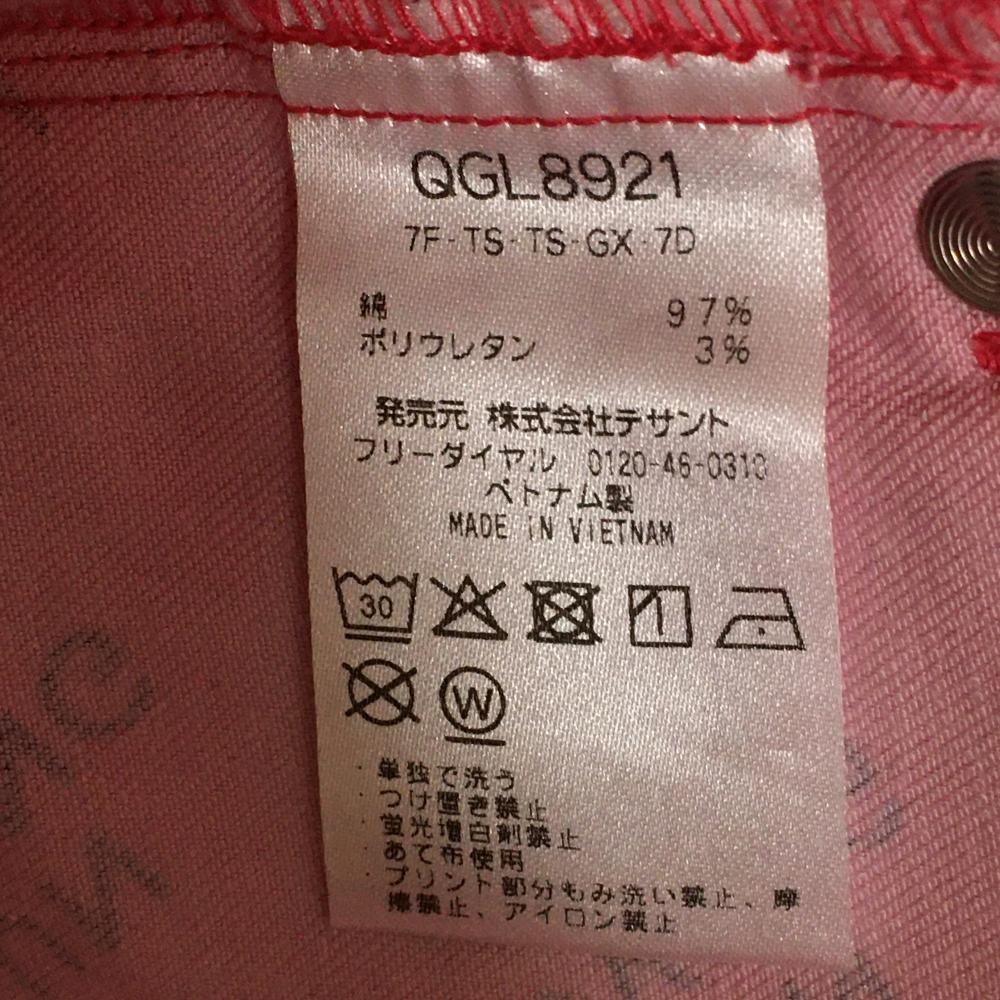 QGL8921
7F-TS-TS-GX-7D
綿 97%
ポリウレタン 3%
発売元 株式会社デサント
フリーダイヤル 0120-46-0310
ベトナム製
MADE IN VIETNAM
30
W
・単独で洗う
・つけ置き禁止
・蛍光増白剤禁止
・あて布使用
・プリント部分もみ洗い禁止、摩
擦禁止、アイロン禁止